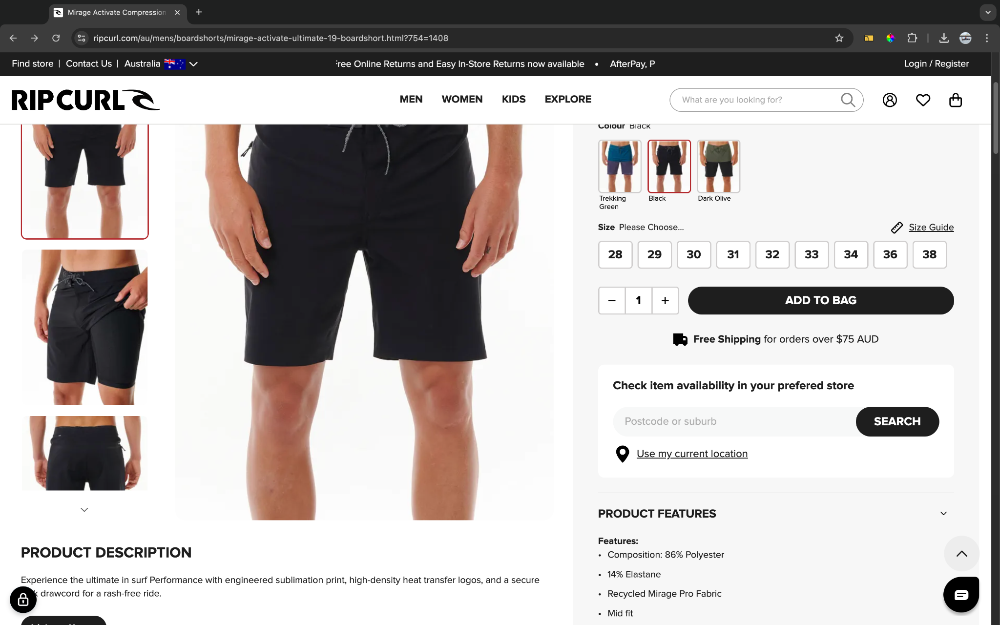 Mirage Activate Compression
ripcurl.com/au/mens/boardshorts/mirage-activate-ultimate-19-boardshort.html?754=1408
Find store | Contact Us | Australia
Free Online Returns and Easy In-Store Returns now available • AfterPay, P
Login / Register
RIP CURL
MEN WOMEN KIDS EXPLORE
What are you looking for?
Colour Black
Trekking Green
Black
Dark Olive
Size Please Choose...
Size Guide
28 29 30 31 32 33 34 36 38
− 1 +
ADD TO BAG
Free Shipping for orders over $75 AUD
Check item availability in your prefered store
Postcode or suburb
SEARCH
Use my current location
PRODUCT FEATURES
Features:
• Composition: 86% Polyester
• 14% Elastane
• Recycled Mirage Pro Fabric
• Mid fit
PRODUCT DESCRIPTION
Experience the ultimate in surf Performance with engineered sublimation print, high-density heat transfer logos, and a secure
drawcord for a rash-free ride.